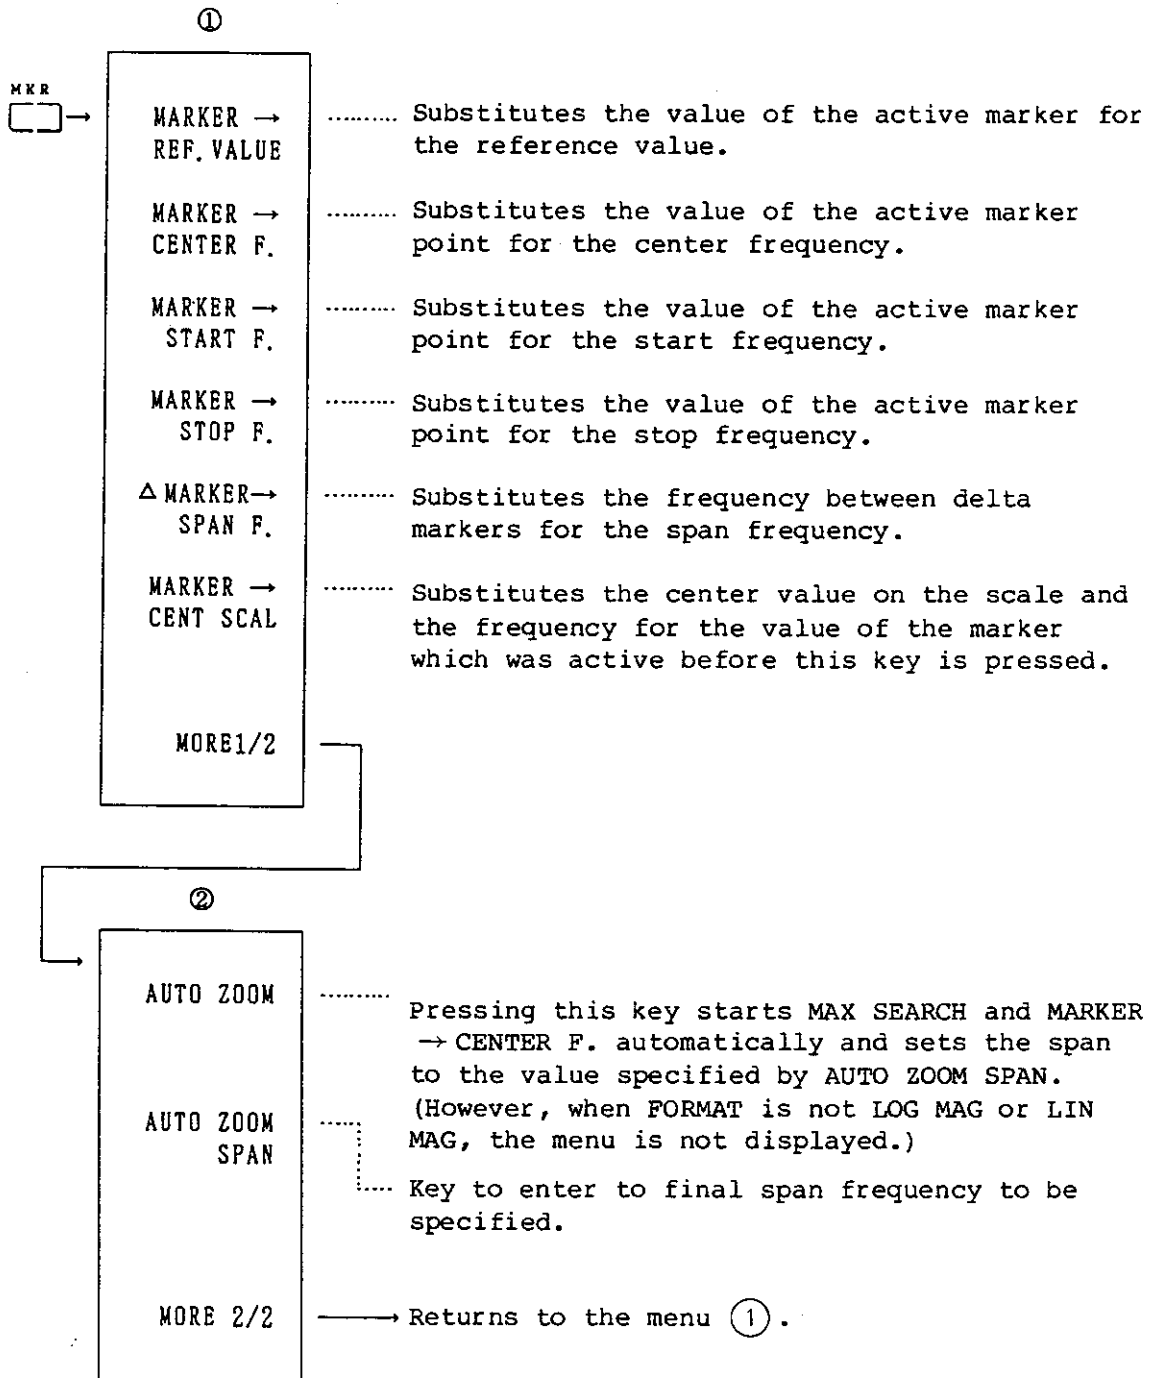 ①
MKR
→
MARKER → .......... Substitutes the value of the active marker for
REF. VALUE the reference value.
MARKER → .......... Substitutes the value of the active marker
CENTER F. point for the center frequency.
MARKER → .......... Substitutes the value of the active marker
START F. point for the start frequency.
MARKER → .......... Substitutes the value of the active marker
STOP F. point for the stop frequency.
△ MARKER→ .......... Substitutes the frequency between delta
SPAN F. markers for the span frequency.
MARKER → .......... Substitutes the center value on the scale and
CENT SCAL the frequency for the value of the marker
which was active before this key is pressed.
MORE1/2
②
AUTO ZOOM ..........
Pressing this key starts MAX SEARCH and MARKER
→ CENTER F. automatically and sets the span
to the value specified by AUTO ZOOM SPAN.
(However, when FORMAT is not LOG MAG or LIN
MAG, the menu is not displayed.)
AUTO ZOOM
SPAN
Key to enter to final span frequency to be
specified.
MORE 2/2 → Returns to the menu ①.